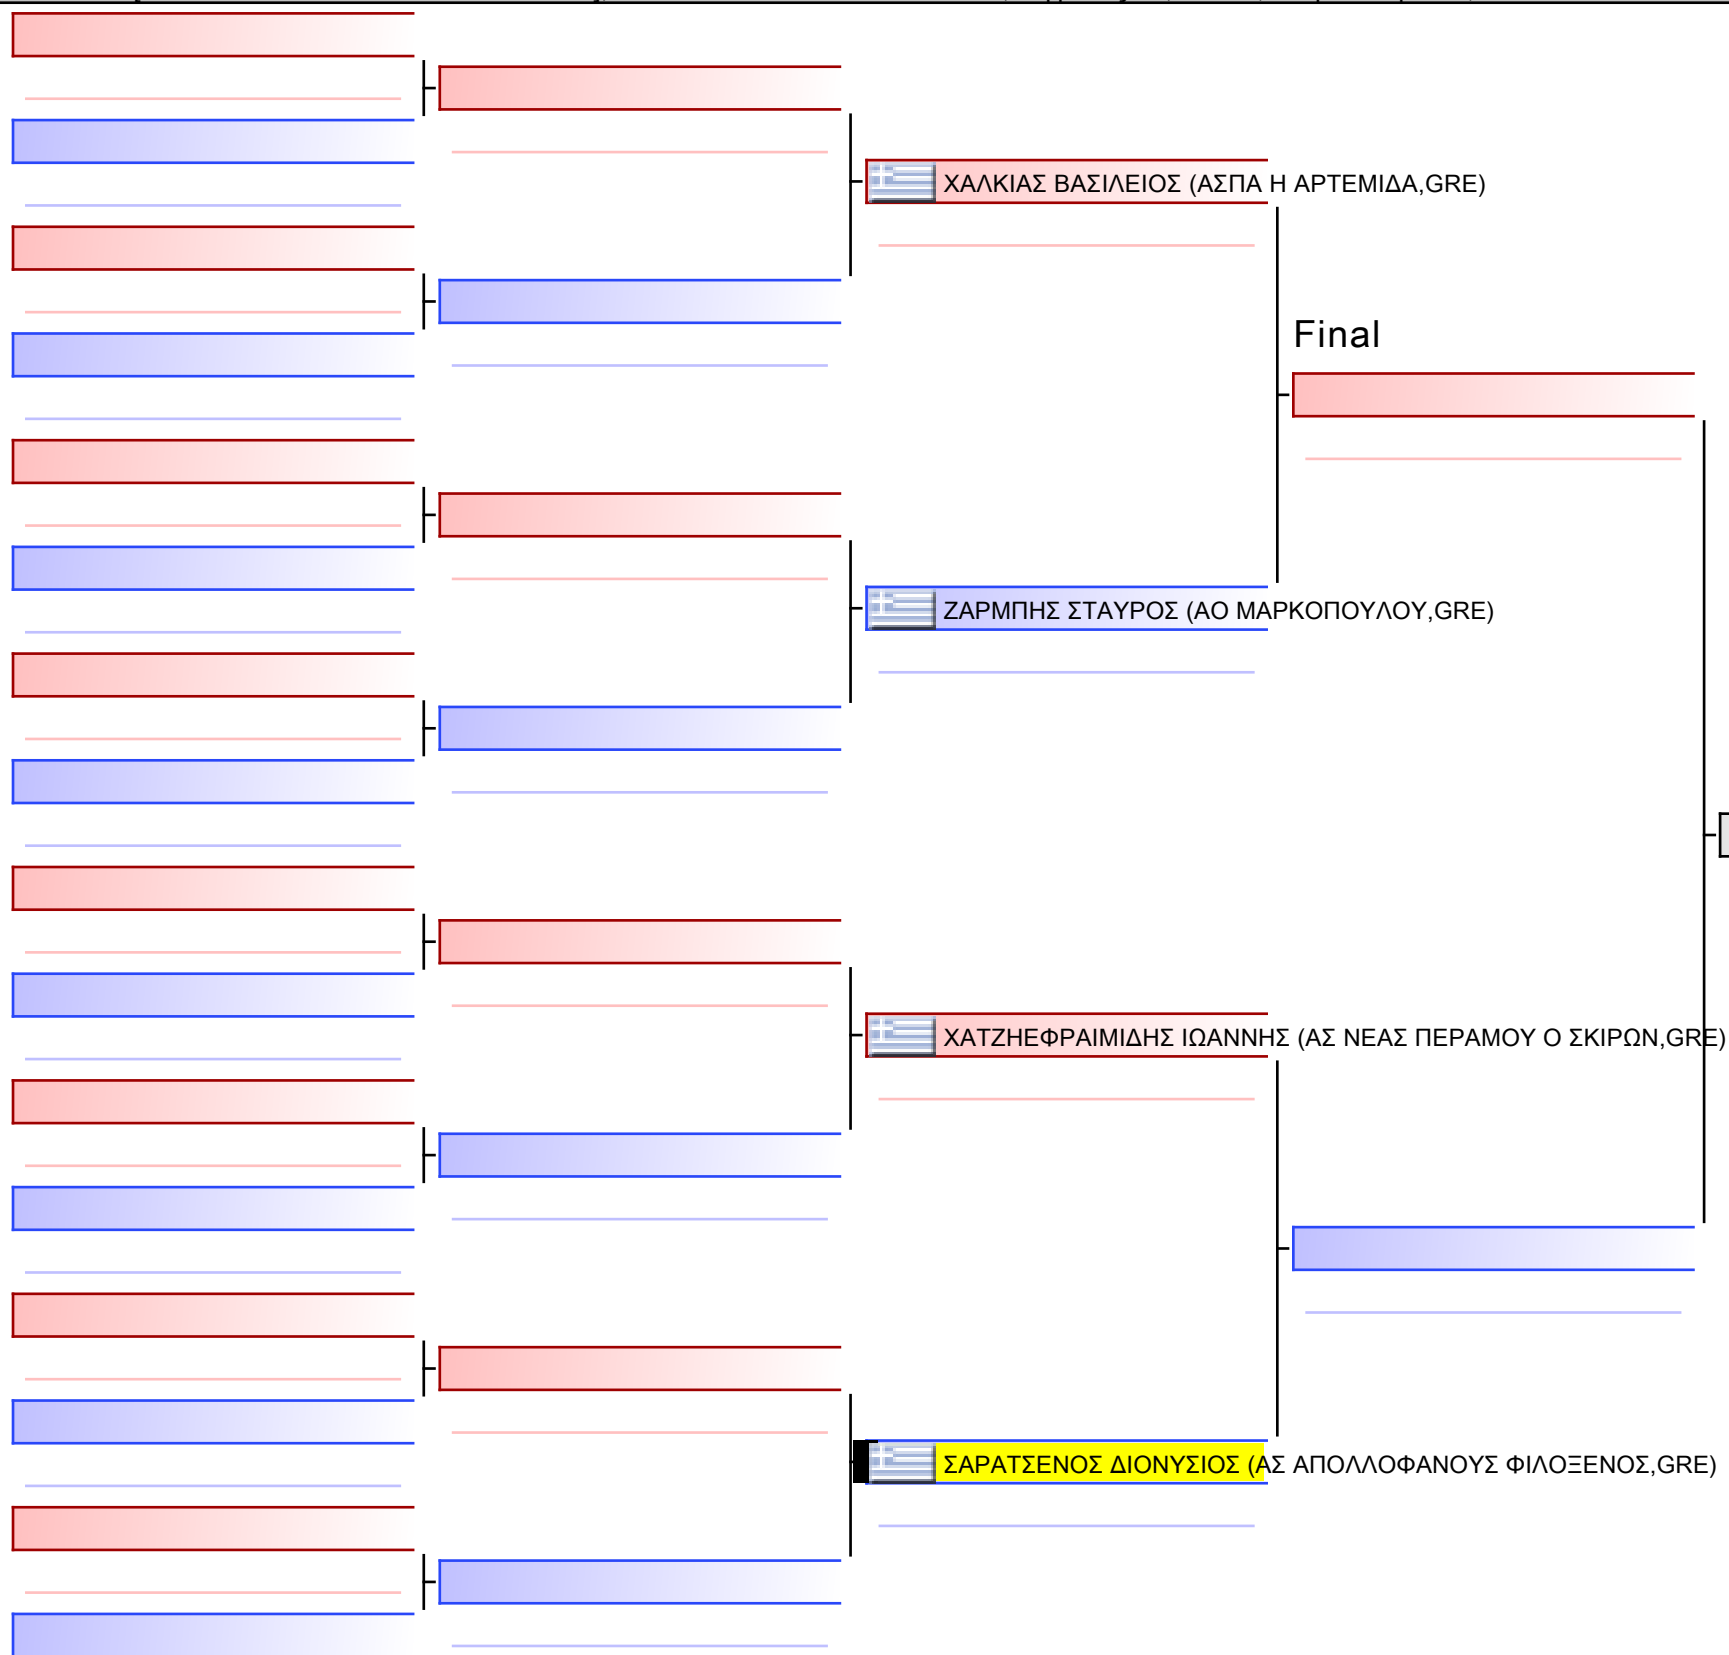 ΧΑΛΚΙΑΣ ΒΑΣΙΛΕΙΟΣ (ΑΣΠΑ Η ΑΡΤΕΜΙΔΑ,GRE)
Final
ΖΑΡΜΠΗΣ ΣΤΑΥΡΟΣ (ΑΟ ΜΑΡΚΟΠΟΥΛΟΥ,GRE)
ΧΑΤΖΗΕΦΡΑΙΜΙΔΗΣ ΙΩΑΝΝΗΣ (ΑΣ ΝΕΑΣ ΠΕΡΑΜΟΥ Ο ΣΚΙΡΩΝ,GRE)
ΣΑΡΑΤΣΕΝΟΣ ΔΙΟΝΥΣΙΟΣ (ΑΣ ΑΠΟΛΛΟΦΑΝΟΥΣ ΦΙΛΟΞΕΝΟΣ,GRE)